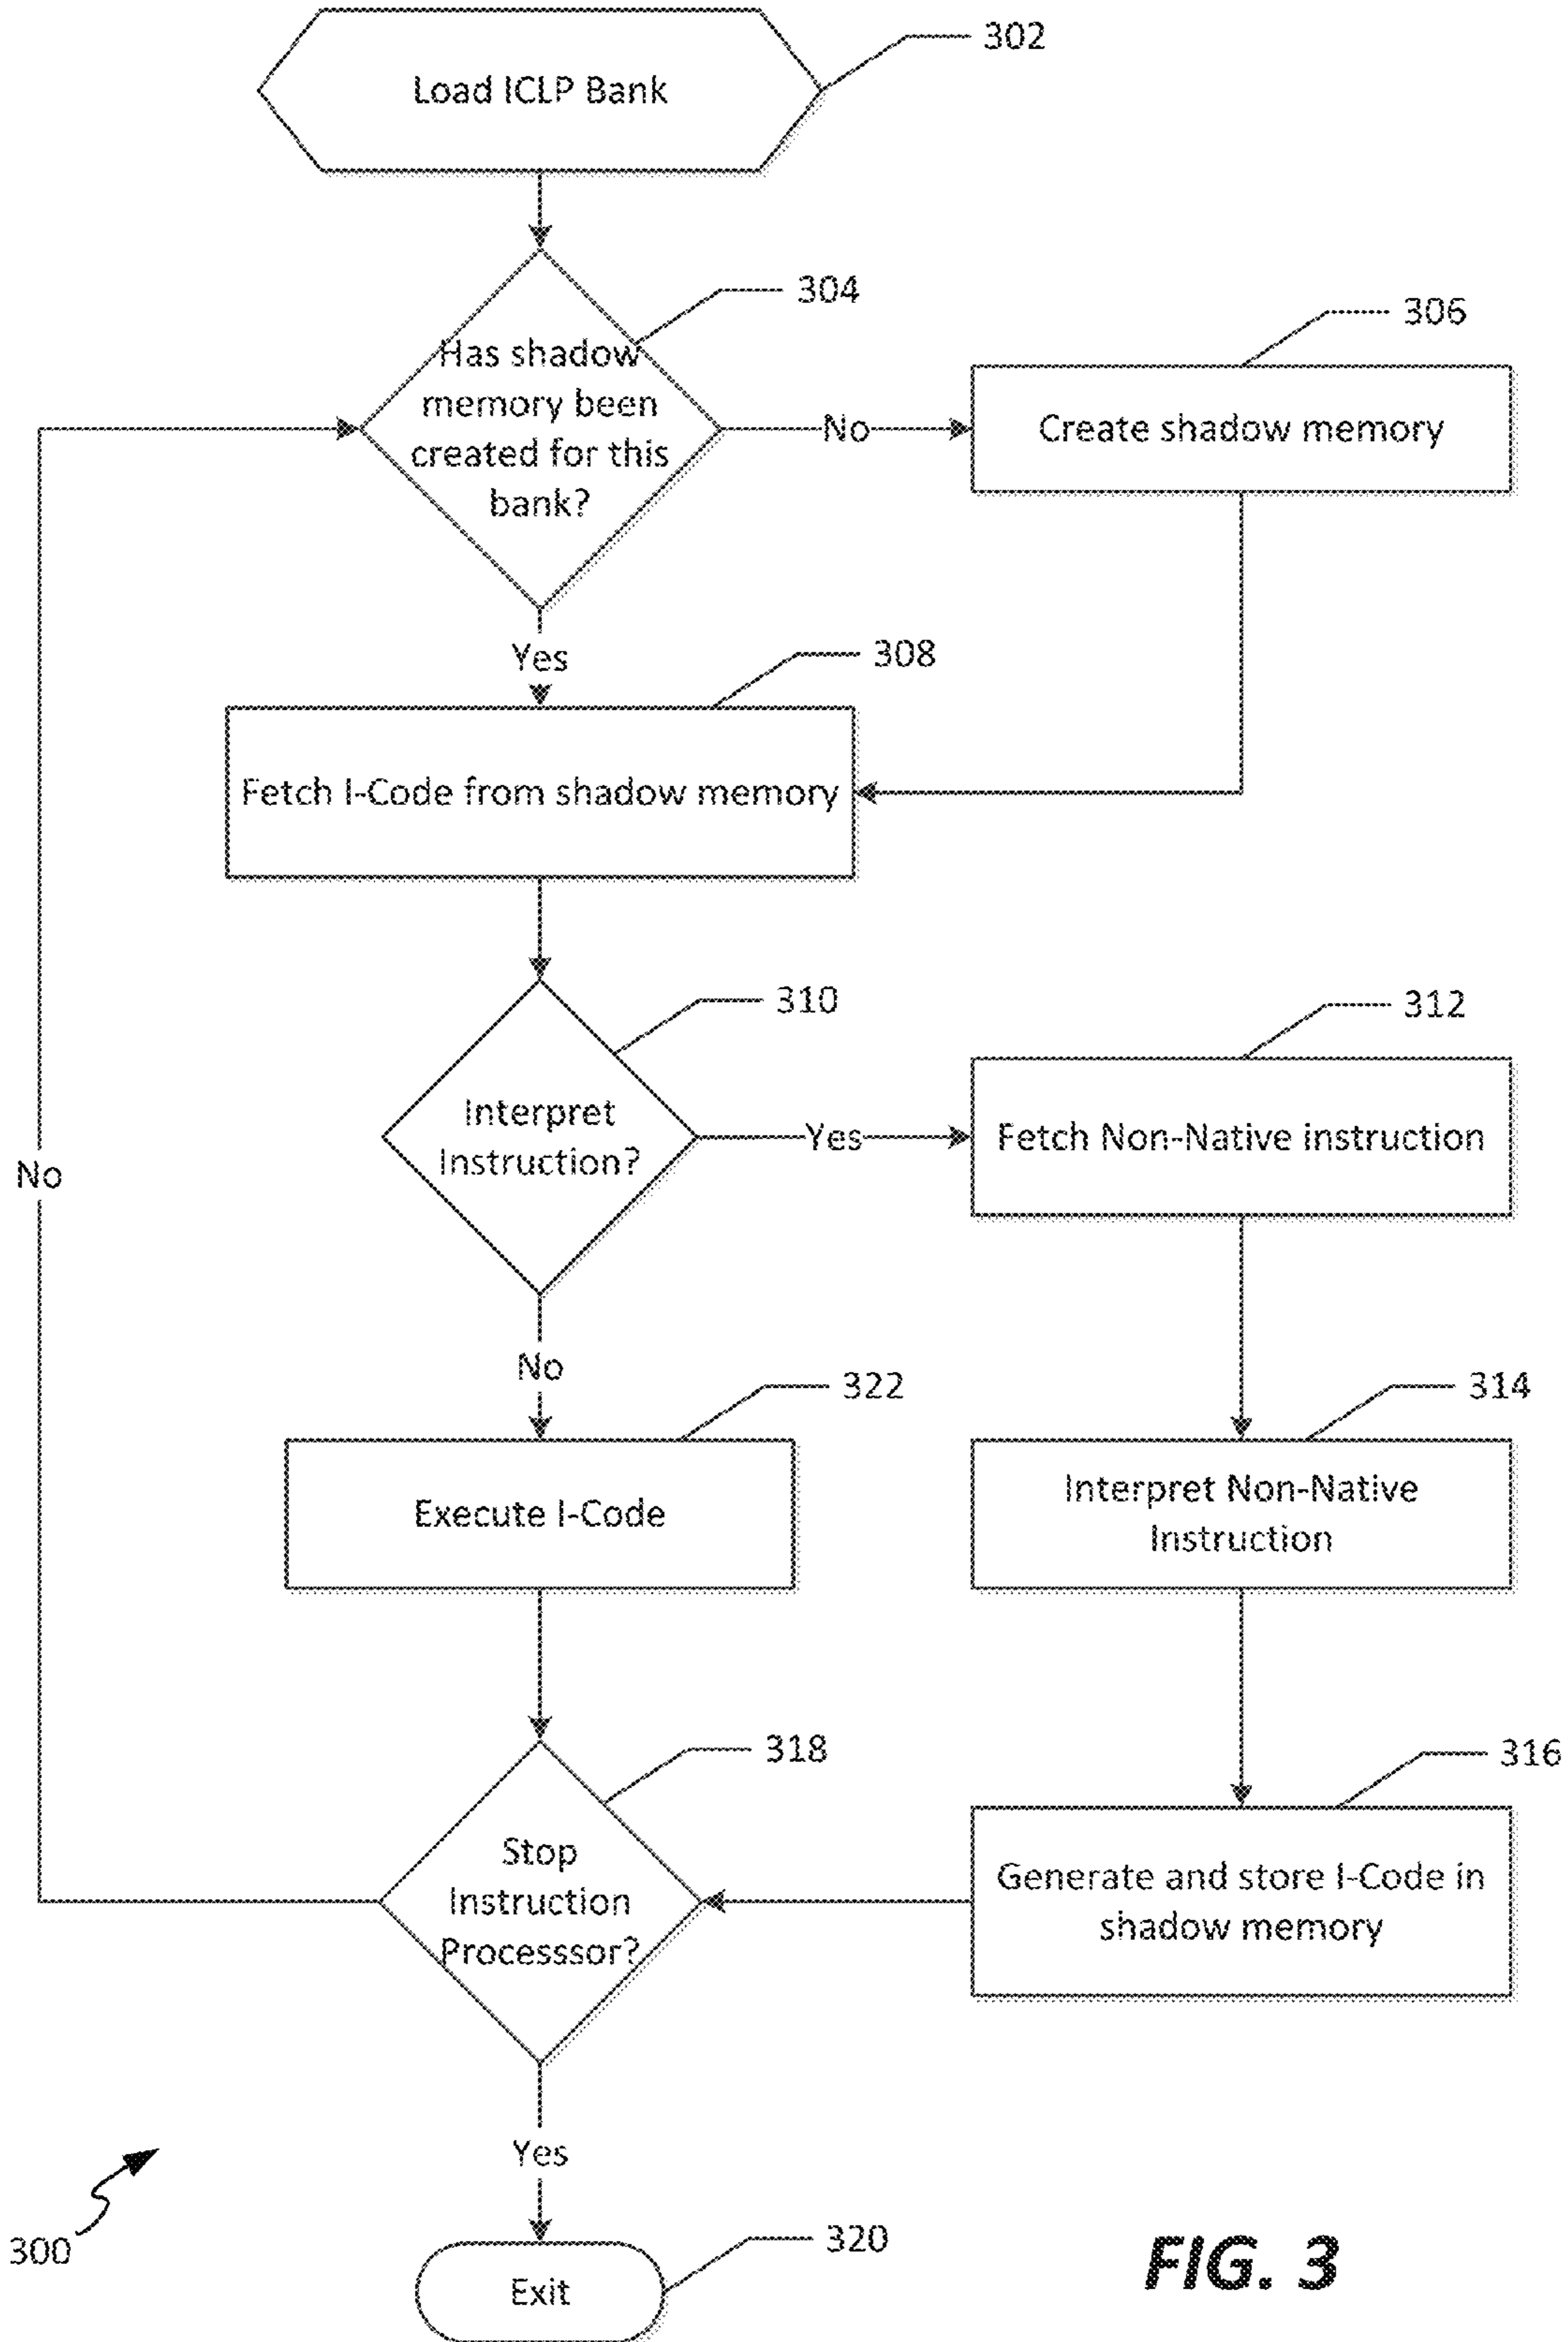 302
Load ICLP Bank
304
Has shadow
memory been
created for this
bank?
No
306
Create shadow memory
Yes
308
Fetch I-Code from shadow memory
310
Interpret
Instruction?
Yes
312
Fetch Non-Native instruction
No
No
322
Execute I-Code
314
Interpret Non-Native
Instruction
318
Stop
Instruction
Processsor?
316
Generate and store I-Code in
shadow memory
Yes
300
320
Exit
FIG. 3